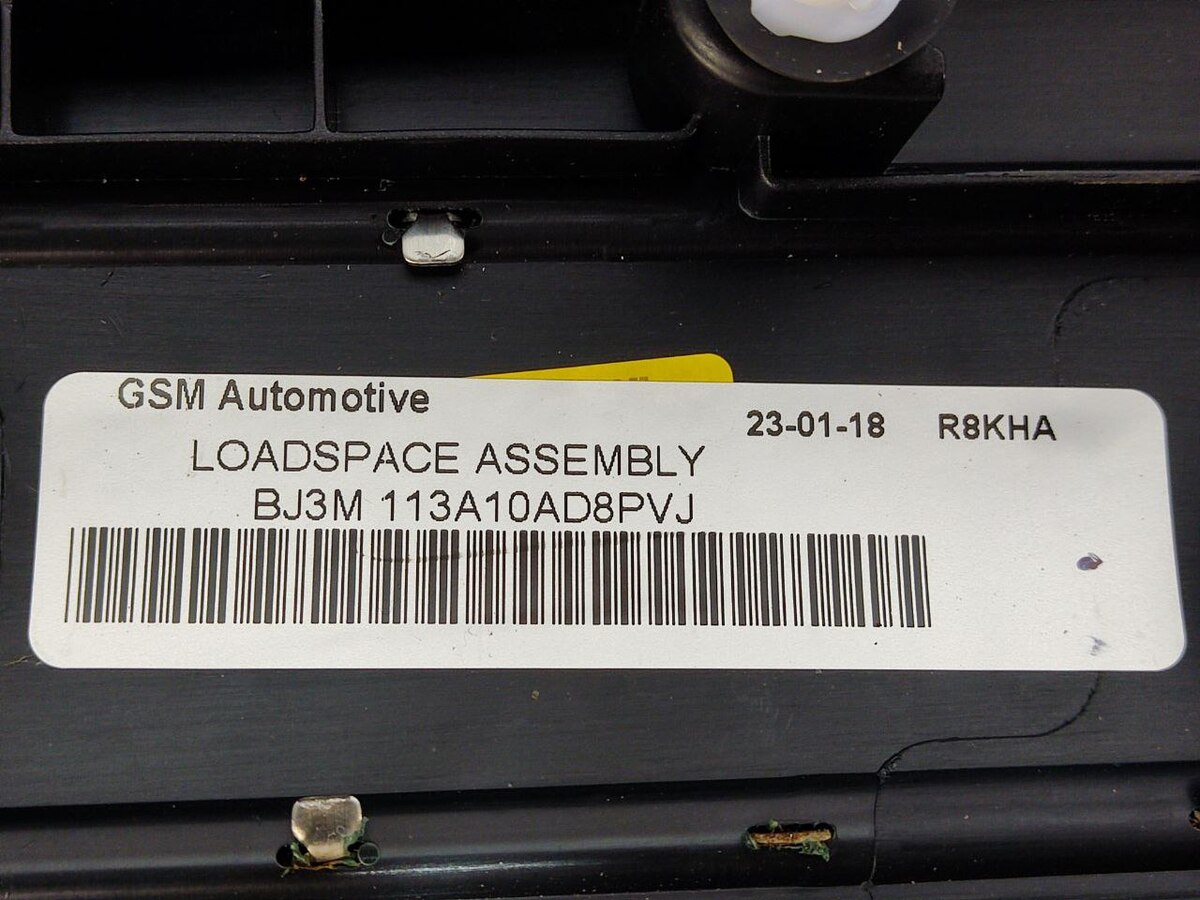 GSM Automotive
23-01-18 R8KHA
LOADSPACE ASSEMBLY
BJ3M 113A10AD8PVJ